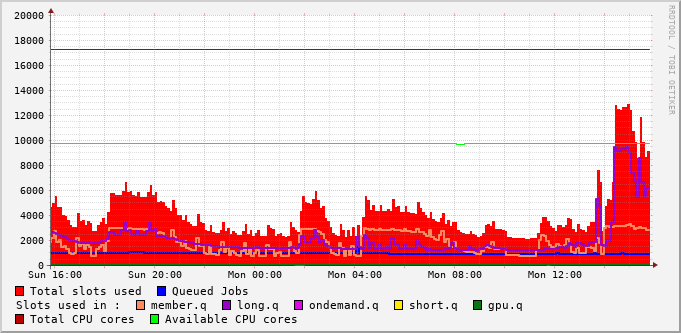 20000
18000
16000
14000
12000
10000
8000
6000
4000
2000
0
Sun 16:00 Sun 20:00 Mon 00:00 Mon 04:00 Mon 08:00 Mon 12:00
Total slots used Queued Jobs
Slots used in : member.q long.q ondemand.q short.q gpu.q
Total CPU cores Available CPU cores
RRDTOOL / TOBI OETIKER